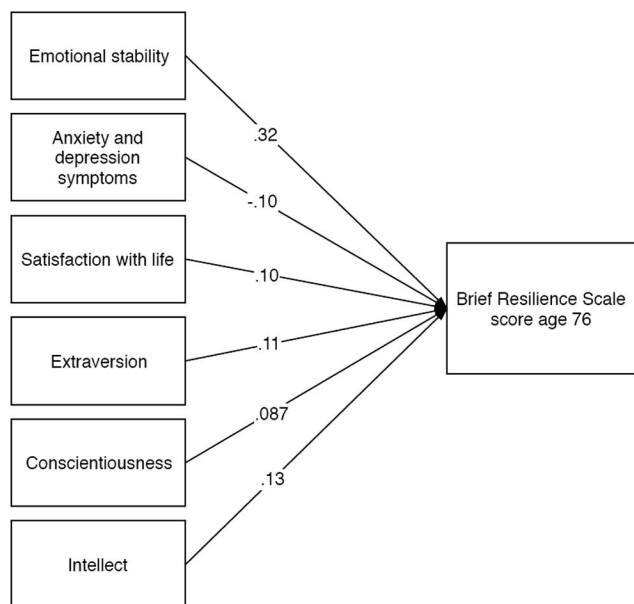 Emotional stability
.32
Anxiety and
depression
symptoms
-.10
Satisfaction with life
.10
Brief Resilience Scale
score age 76
Extraversion
.11
Conscientiousness
.087
Intellect
.13